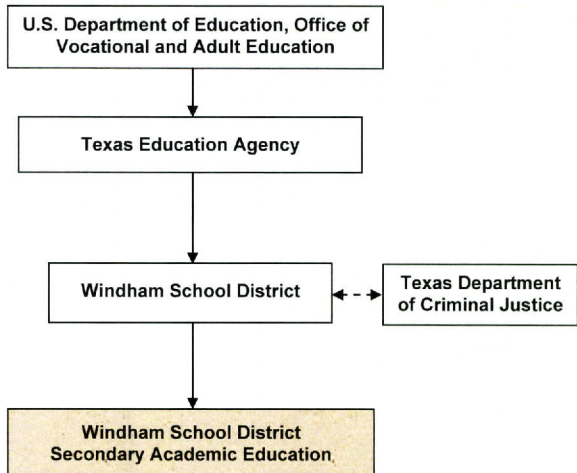 U.S. Department of Education, Office of
Vocational and Adult Education
Texas Education Agency
Windham School District
Texas Department
of Criminal Justice
Windham School District
Secondary Academic Education